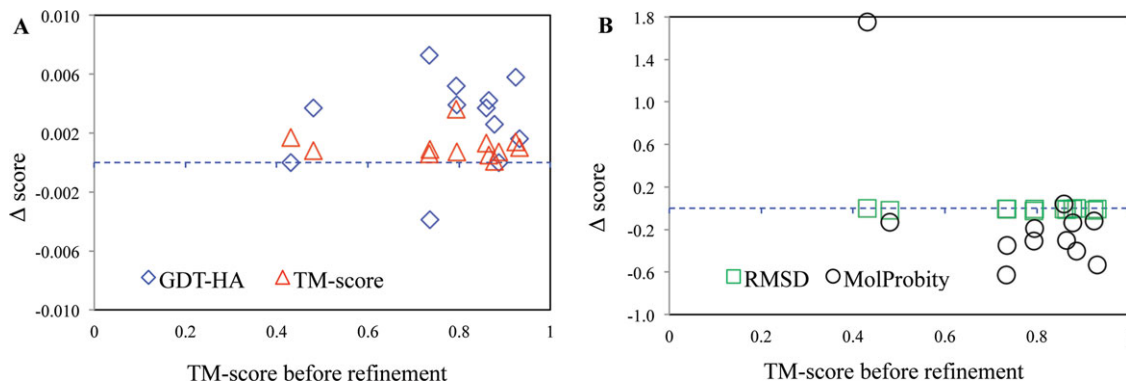 A
0.010
0.006
0.002
-0.002
-0.006
-0.010
Δ score
GDT-HA TM-score
0 0.2 0.4 0.6 0.8 1
TM-score before refinement
B
1.8
1.4
1.0
0.6
0.2
-0.2
-0.6
-1.0
Δ score
RMSD MolProbity
0 0.2 0.4 0.6 0.8
TM-score before refinement